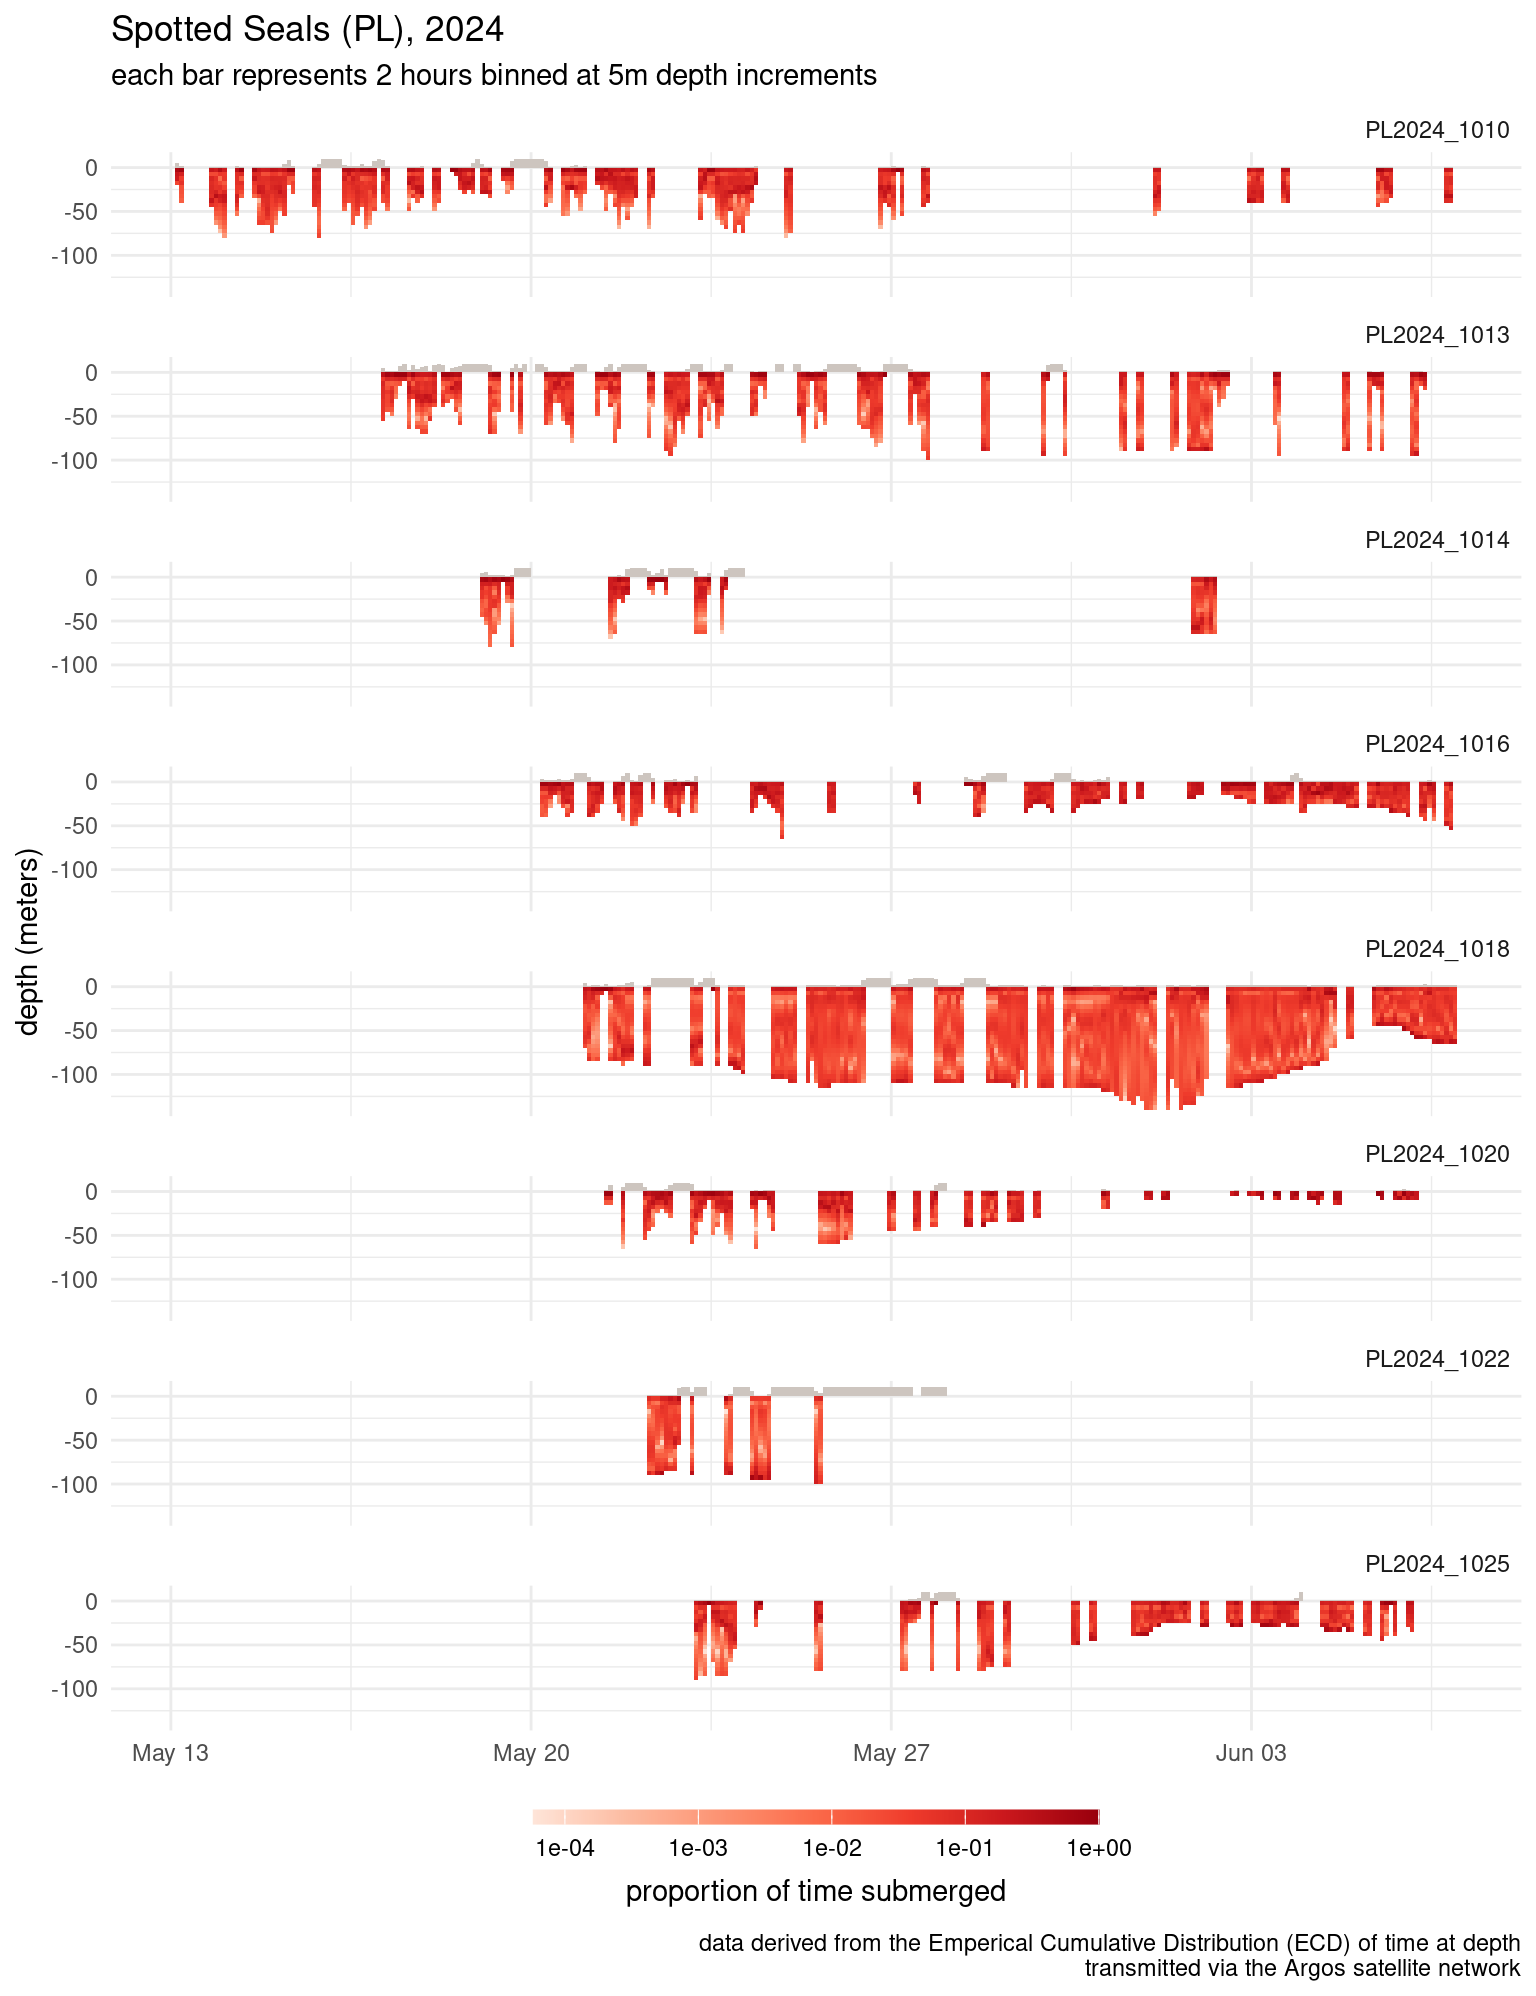 Spotted Seals (PL), 2024
each bar represents 2 hours binned at 5m depth increments
PL2024_1010
0
-50
-100
PL2024_1013
0
-50
-100
PL2024_1014
0
-50
-100
PL2024_1016
0
-50
-100
depth (meters)
PL2024_1018
0
-50
-100
PL2024_1020
0
-50
-100
PL2024_1022
0
-50
-100
PL2024_1025
0
-50
-100
May 13 May 20 May 27 Jun 03
1e-04 1e-03 1e-02 1e-01 1e+00
proportion of time submerged
data derived from the Emperical Cumulative Distribution (ECD) of time at depth
transmitted via the Argos satellite network